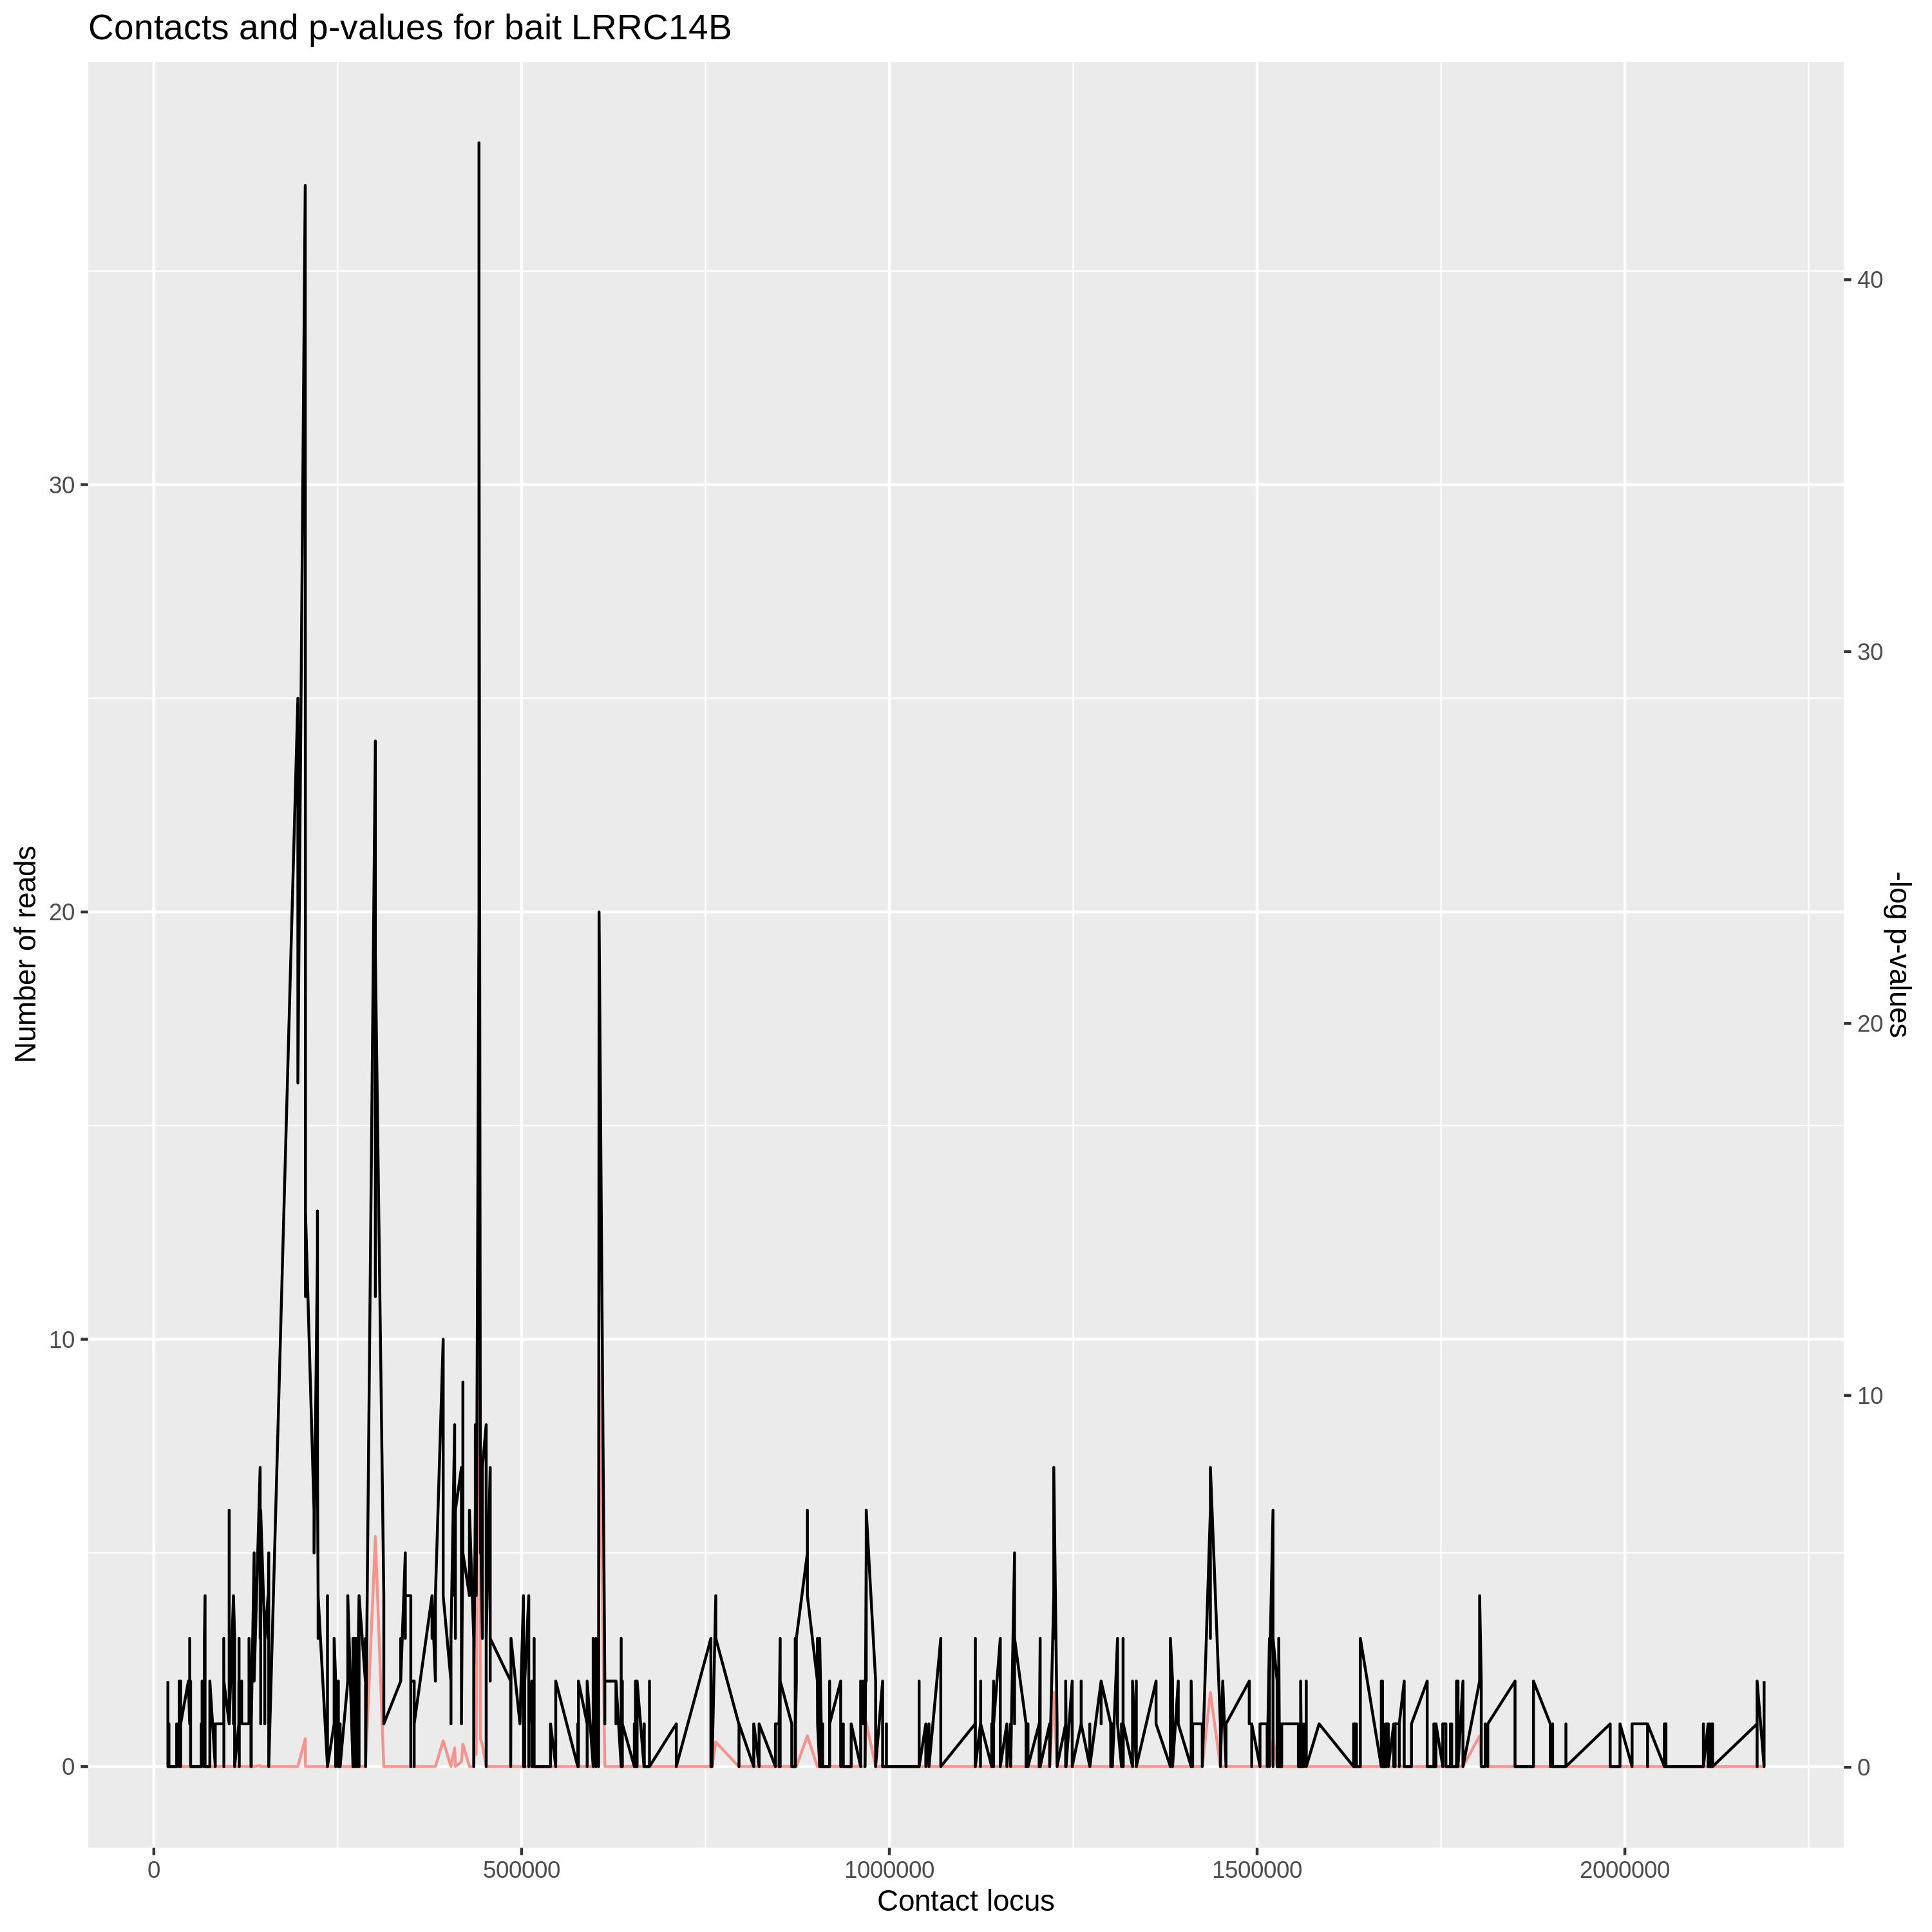 Contacts and p-values for bait LRRC14B
Number of reads
30
20
10
0
40
30
20
10
0
-log p-values
0 500000 1000000 1500000 2000000
Contact locus